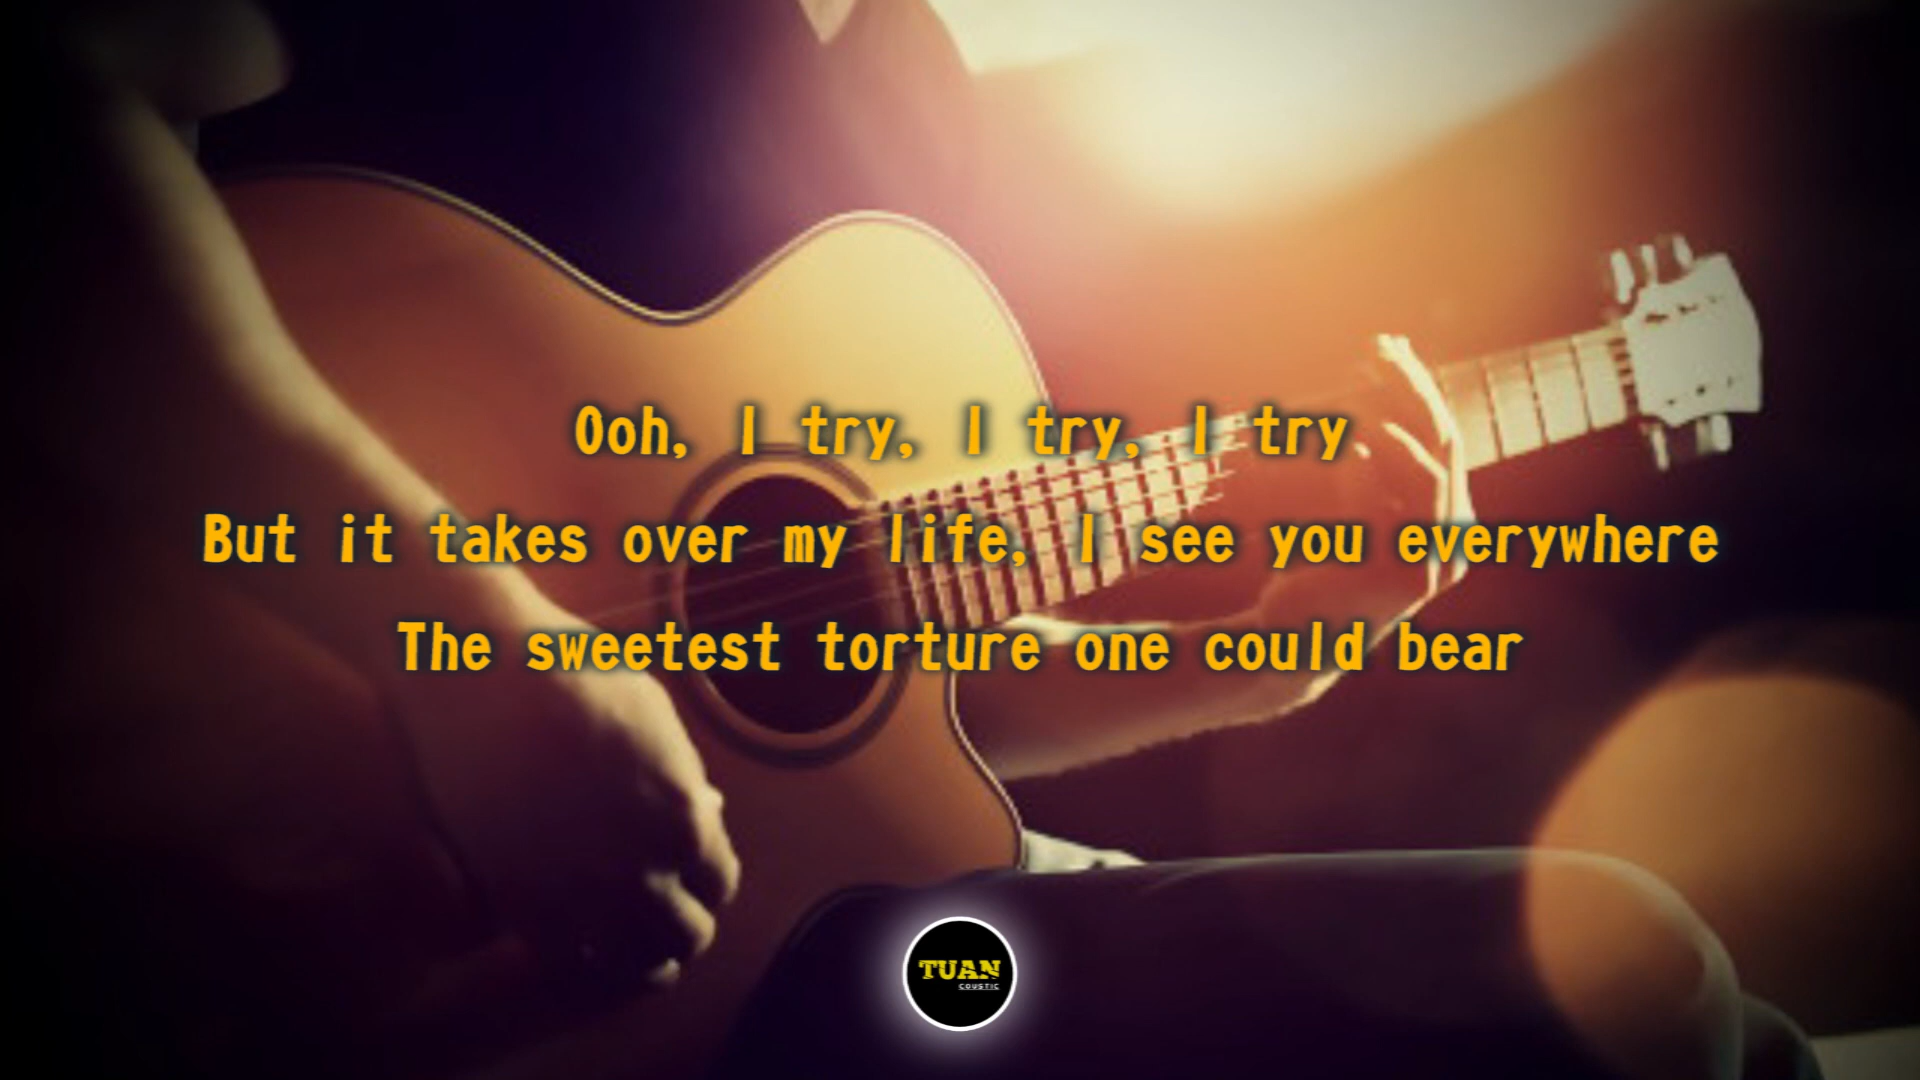 Ooh, I try, I try, I try
But it takes over my life, I see you everywhere
The sweetest torture one could bear
TUAN
COUSTIC